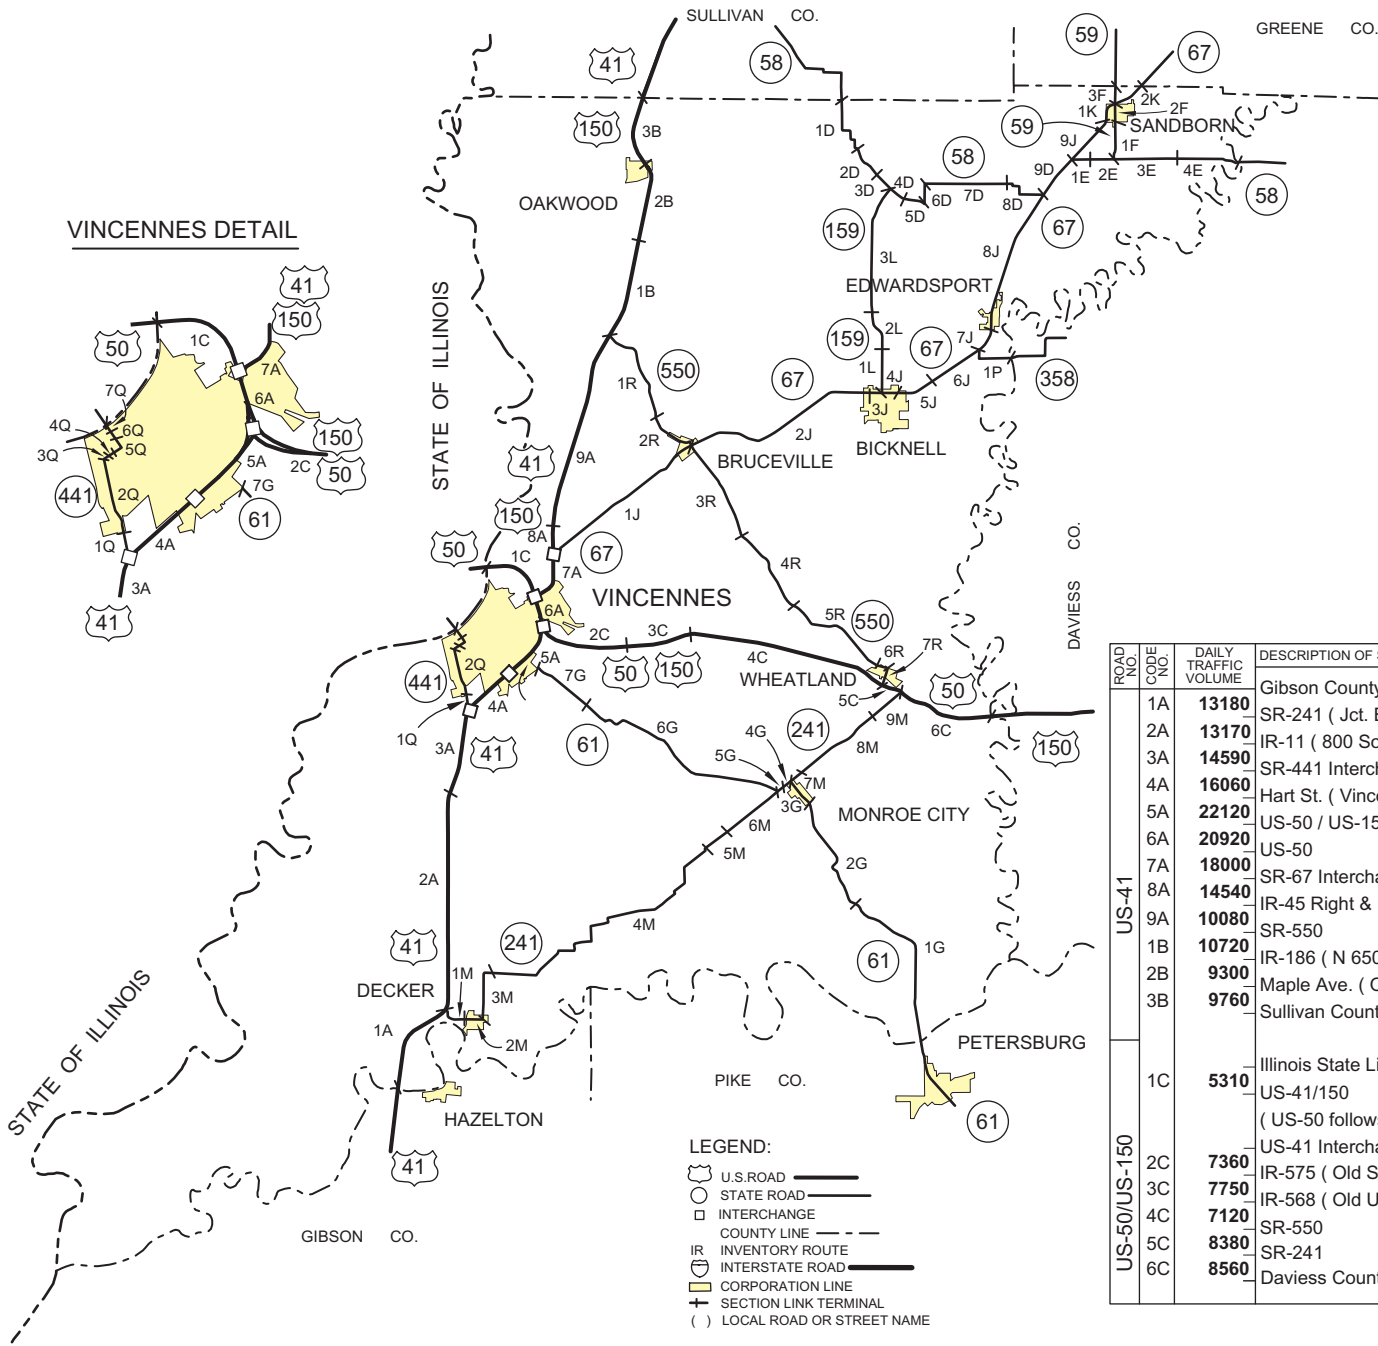 SULLIVAN CO.
GREENE CO.
41
150
58
59
67
3B
1D
3F
2K
1K
2F
59
SANDBORN
9J
1F
58
9D
1E
2E
3E
4E
58
2D
4D
3D
5D
6D
7D
8D
67
OAKWOOD
2B
159
3L
8J
EDWARDSPORT
1B
2L
159
67
7J
1P
358
1L
4J
6J
3J
5J
BICKNELL
1R
550
67
2R
2J
BRUCEVILLE
VINCENNES DETAIL
41
150
50
1C
7A
6A
7Q
4Q
6Q
3Q
5Q
5A
150
2C
50
441
2Q
7G
61
1Q
4A
3A
41
STATE OF ILLINOIS
9A
41
150
8A
1J
3R
50
1C
67
7A
4R
VINCENNES
6A
5R
550
2C
3C
4C
6R
7R
50
150
WHEATLAND
5C
50
9M
6C
150
2Q
5A
7G
441
4A
1Q
3A
41
61
6G
4G
241
8M
5G
7M
3G
MONROE CITY
6M
5M
2G
2A
4M
241
41
61
1G
1M
DECKER
3M
1A
2M
PETERSBURG
HAZELTON
PIKE CO.
61
41
GIBSON CO.
STATE OF ILLINOIS
DAVIESS CO.
LEGEND:
U.S.ROAD
STATE ROAD
INTERCHANGE
COUNTY LINE
IR INVENTORY ROUTE
INTERSTATE ROAD
CORPORATION LINE
SECTION LINK TERMINAL
( ) LOCAL ROAD OR STREET NAME
ROAD NO.
CODE NO.
DAILY TRAFFIC VOLUME
DESCRIPTION OF S
US-41
Gibson County
1A 13180
SR-241 ( Jct. E
2A 13170
IR-11 ( 800 So
3A 14590
SR-441 Interch
4A 16060
Hart St. ( Vince
5A 22120
US-50 / US-15
6A 20920
US-50
7A 18000
SR-67 Intercha
8A 14540
IR-45 Right &
9A 10080
SR-550
1B 10720
IR-186 ( N 650
2B 9300
Maple Ave. ( O
3B 9760
Sullivan Count
US-50/US-150
Illinois State Li
1C 5310
US-41/150
( US-50 follows
US-41 Intercha
2C 7360
IR-575 ( Old S
3C 7750
IR-568 ( Old U
4C 7120
SR-550
5C 8380
SR-241
6C 8560
Daviess Count